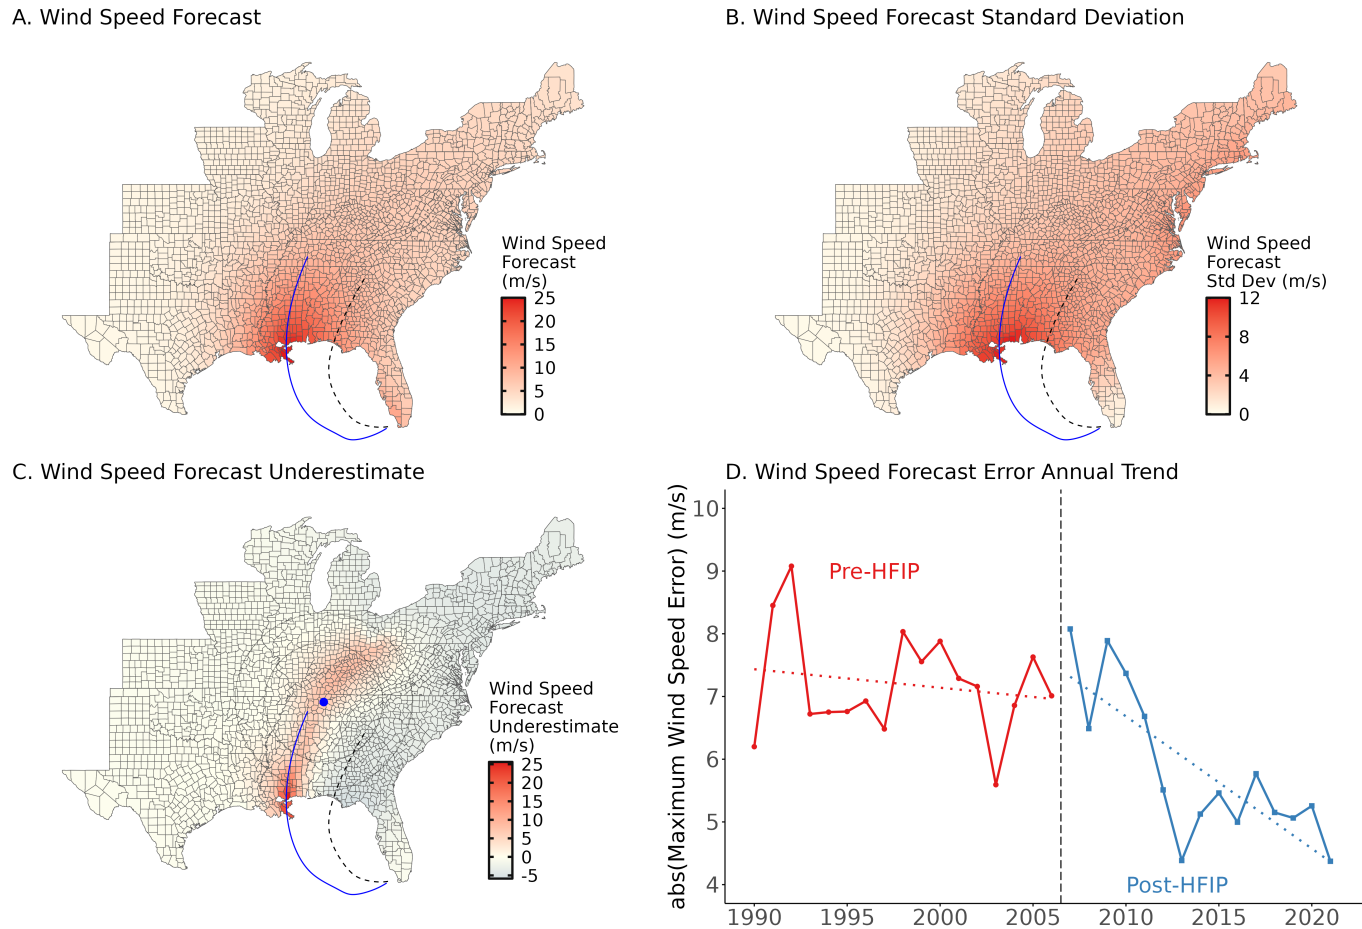 A. Wind Speed Forecast
B. Wind Speed Forecast Standard Deviation
Wind Speed
Forecast
(m/s)
25
20
15
10
5
0
Wind Speed
Forecast
Std Dev (m/s)
12
8
4
0
C. Wind Speed Forecast Underestimate
Wind Speed
Forecast
Underestimate
(m/s)
25
20
15
10
5
0
-5
D. Wind Speed Forecast Error Annual Trend
abs(Maximum Wind Speed Error) (m/s)
10
9
8
7
6
5
4
Pre-HFIP
Post-HFIP
1990 1995 2000 2005 2010 2015 2020